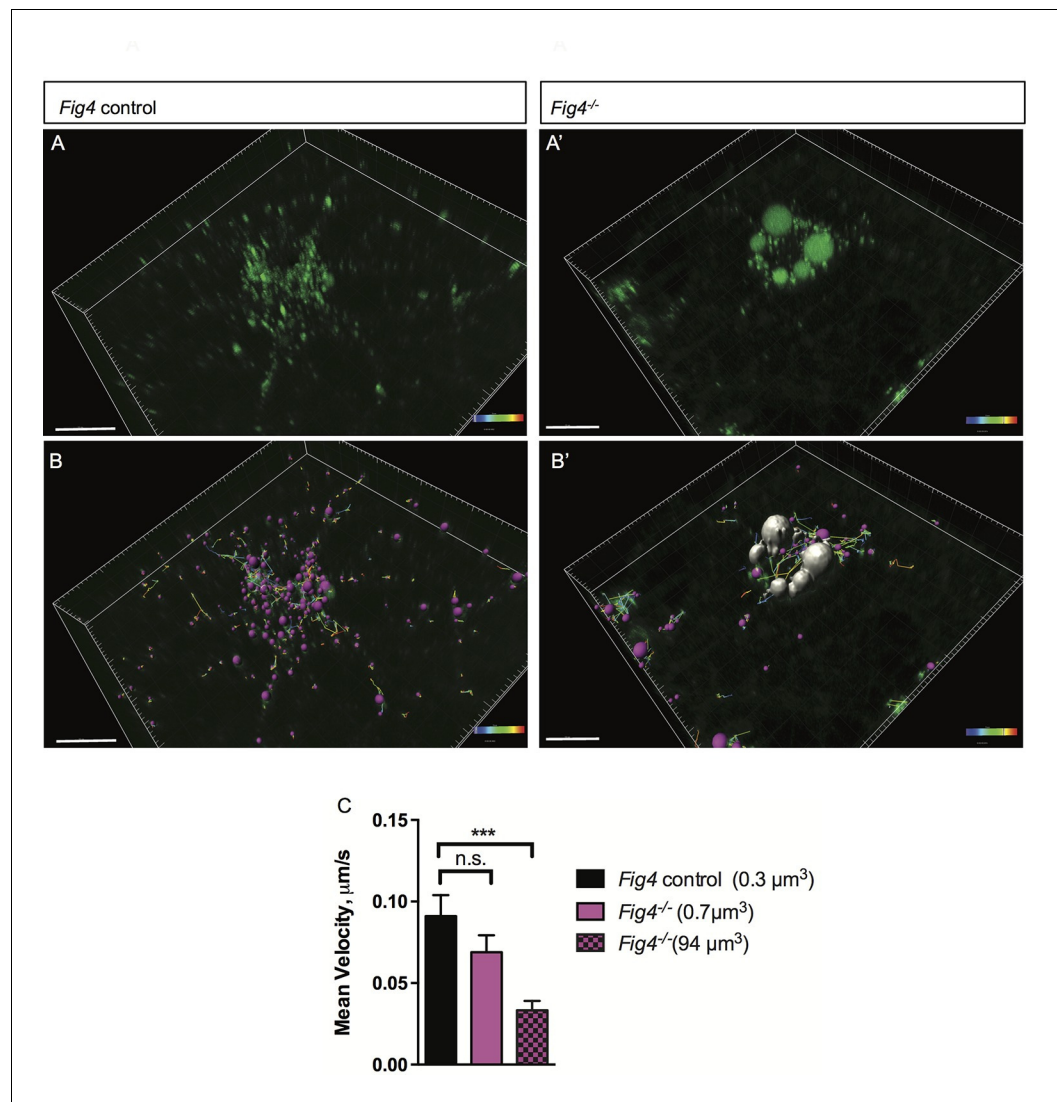 Fig4 control
Fig4-/-
A
A'
B
B'
C
0.15
0.10
0.05
0.00
Mean Velocity, μm/s
***
n.s.
Fig4 control (0.3 μm³)
Fig4-/- (0.7μm³)
Fig4-/-(94 μm³)